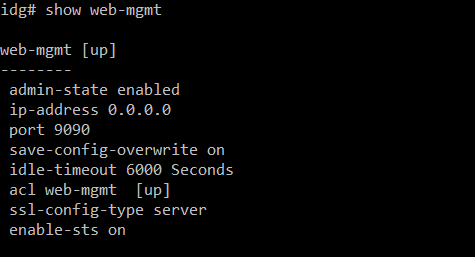 idg# show web-mgmt
web-mgmt [up]
--------
admin-state enabled
ip-address 0.0.0.0
port 9090
save-config-overwrite on
idle-timeout 6000 Seconds
acl web-mgmt  [up]
ssl-config-type server
enable-sts on